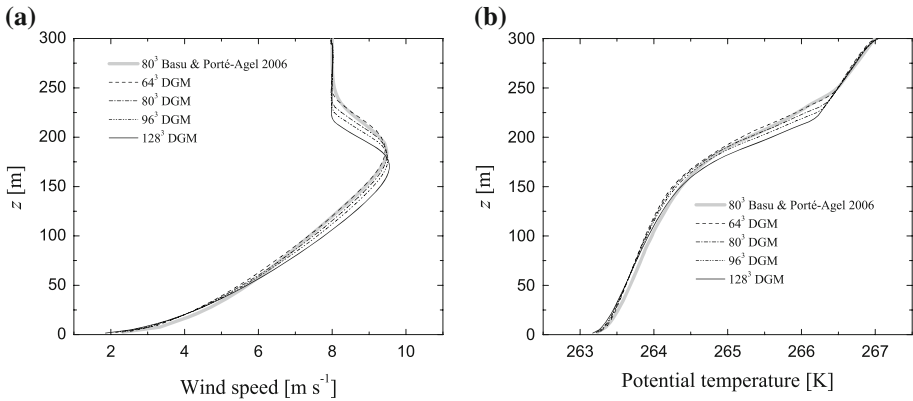 (a)
300
250
200
150
100
50
0
z [m]
80³ Basu & Porté-Agel 2006
64³ DGM
80³ DGM
96³ DGM
128³ DGM
2 4 6 8 10
Wind speed [m s⁻¹]
(b)
300
250
200
150
100
50
0
z [m]
80³ Basu & Porté-Agel 2006
64³ DGM
80³ DGM
96³ DGM
128³ DGM
263 264 265 266 267
Potential temperature [K]